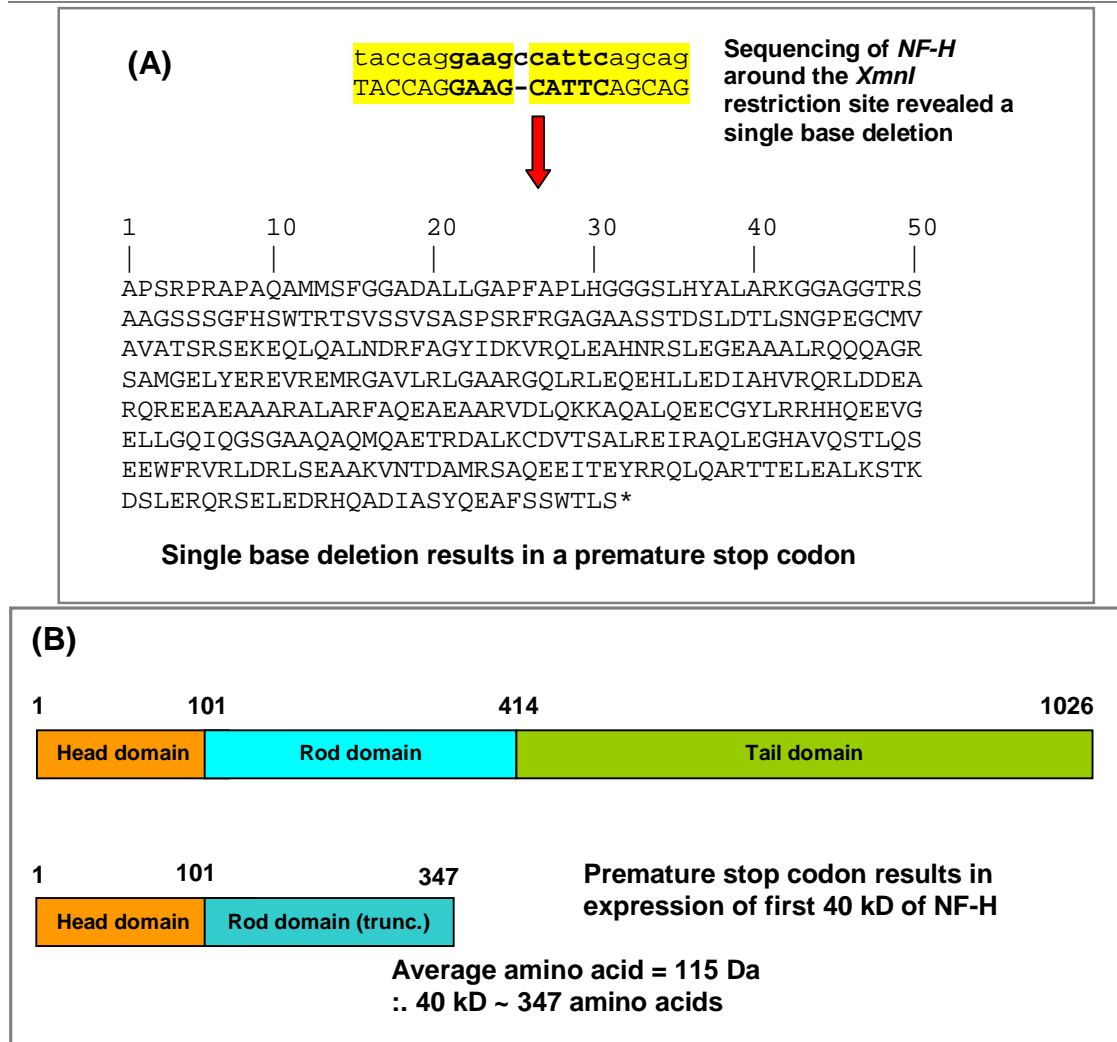 (A)
taccaggaagccattcagcag
TACCAGGAAG-CATTCAGCAG
Sequencing of NF-H
around the XmnI
restriction site revealed a
single base deletion
1 10 20 30 40 50
| | | | | |
APSRPRAPAQAMMSFGGADALLGAPFAPLHGGGSLHYALARKGGAGGTRS
AAGSSSGFHSWTRTSVSSVSASPSRFRGAGAASSTDSLDTLSNGPEGCMV
AVATSRSEKEQLQALNDRFAGYIDKVRQLEAHNRSLEGEAAALRQQQAGR
SAMGELYEREVREMRGAVLRLGAARGQLRLEQEHLLEDIAHVRQRLDDEA
RQREEAEAAARALARFAQEAEAARVDLQKKAQALQEECGYLRRHHQEEVG
ELLGQIQGSGAAQAQMQAETRDALKCDVTSALREIRAQLEGHAVQSTLQS
EEWFRVRLDRLSEAAKVNTDAMRSAQEEITEYRRQLQARTTELEALKSTK
DSLERQRSELEDRHQADIASYQEAFSSWTLS*
Single base deletion results in a premature stop codon
(B)
1 101 414 1026
Head domain Rod domain Tail domain
1 101 347
Head domain Rod domain (trunc.)
Premature stop codon results in
expression of first 40 kD of NF-H
Average amino acid = 115 Da
:. 40 kD ~ 347 amino acids